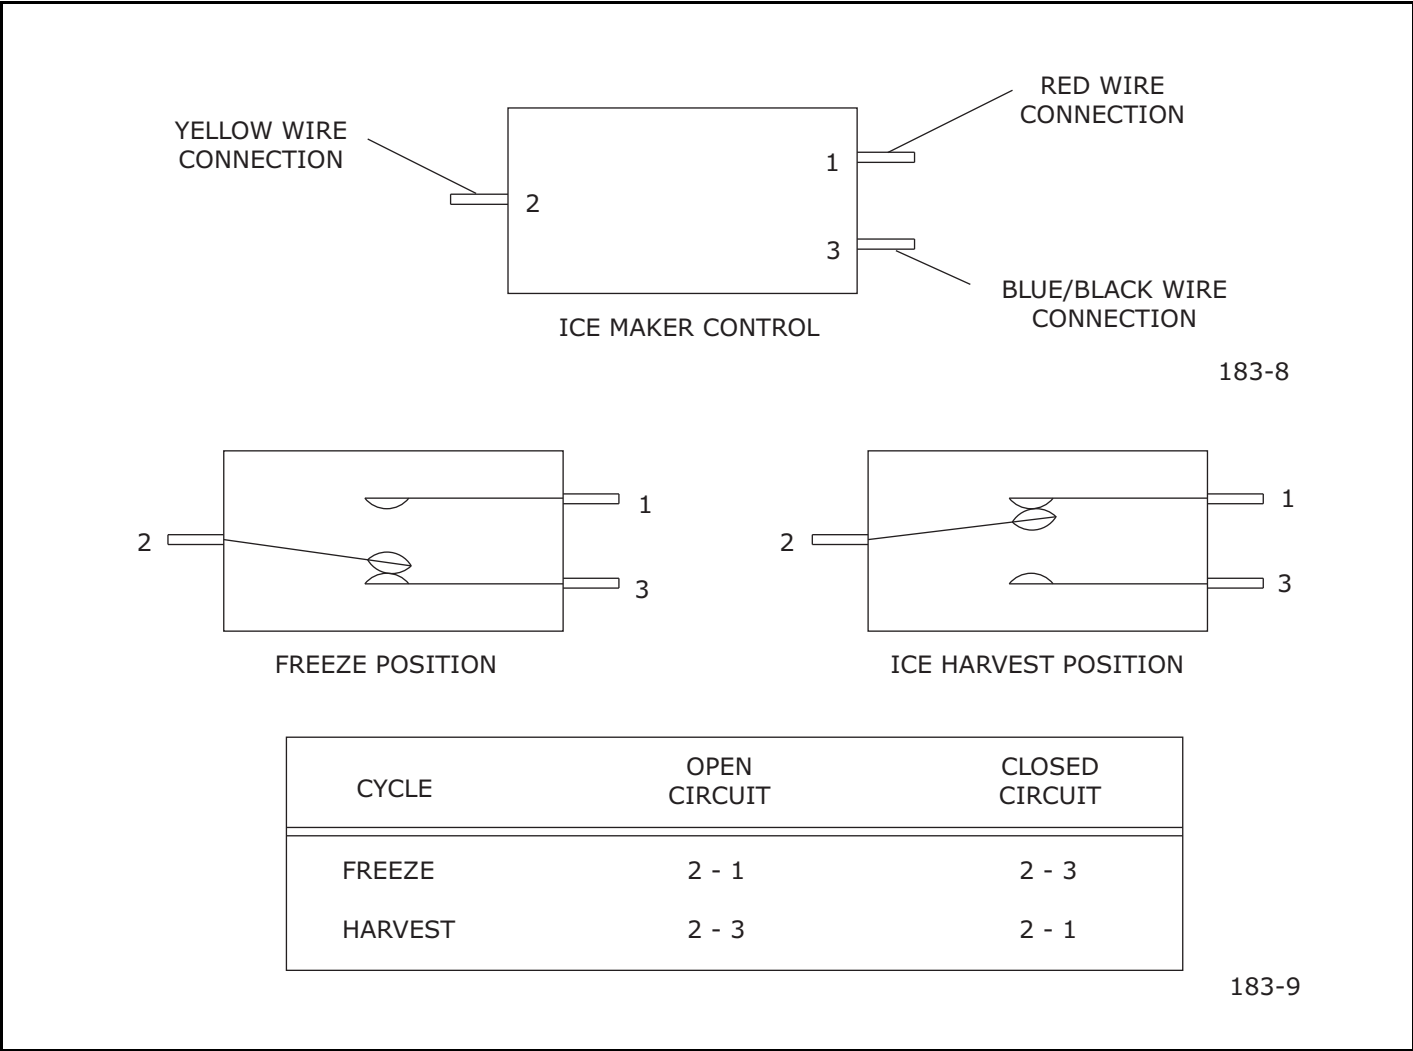 RED WIRE
CONNECTION
YELLOW WIRE
CONNECTION
1
2
3
BLUE/BLACK WIRE
CONNECTION
ICE MAKER CONTROL
183-8
1
2
3
FREEZE POSITION
1
2
3
ICE HARVEST POSITION
CYCLE
OPEN
CIRCUIT
CLOSED
CIRCUIT
FREEZE 2 - 1 2 - 3
HARVEST 2 - 3 2 - 1
183-9